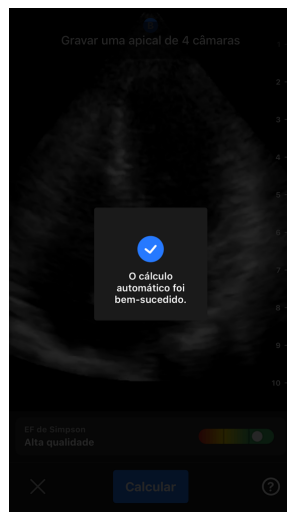 Gravar uma apical de 4 câmaras
2
3
4
5
6
7
8
9
10
O cálculo
automático foi
bem-sucedido.
EF de Simpson
Alta qualidade
Calcular
?